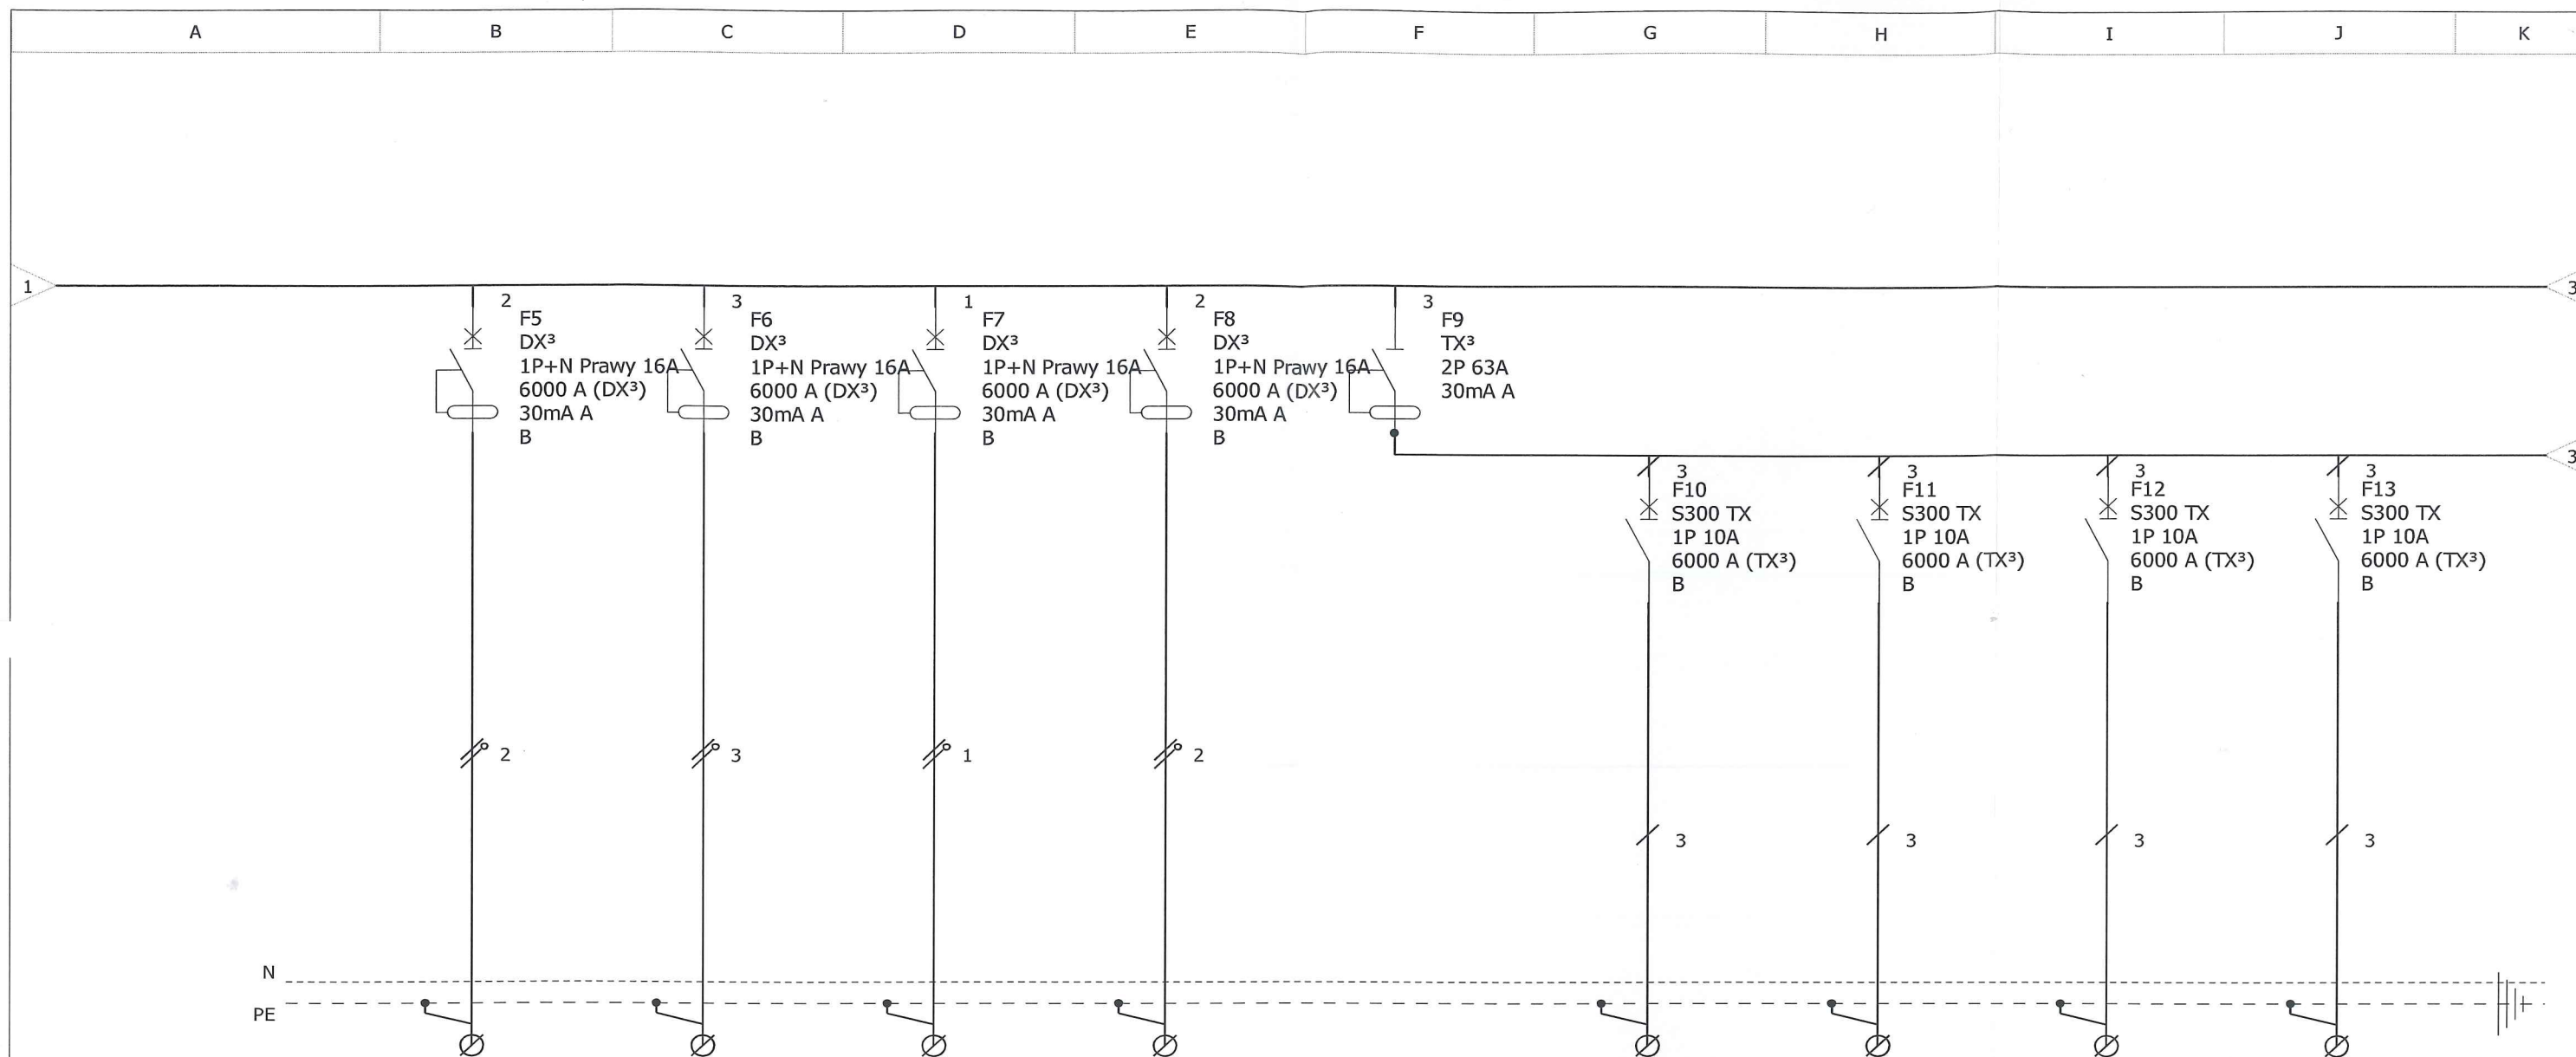 A B C D E F G H I J K
1
3
2
F5
DX³
1P+N Prawy 16A
6000 A (DX³)
30mA A
B
3
F6
DX³
1P+N Prawy 16A
6000 A (DX³)
30mA A
B
1
F7
DX³
1P+N Prawy 16A
6000 A (DX³)
30mA A
B
2
F8
DX³
1P+N Prawy 16A
6000 A (DX³)
30mA A
B
3
F9
TX³
2P 63A
30mA A
3
3
F10
S300 TX
1P 10A
6000 A (TX³)
B
3
F11
S300 TX
1P 10A
6000 A (TX³)
B
3
F12
S300 TX
1P 10A
6000 A (TX³)
B
3
F13
S300 TX
1P 10A
6000 A (TX³)
B
2
3
1
2
3
3
3
3
N
PE